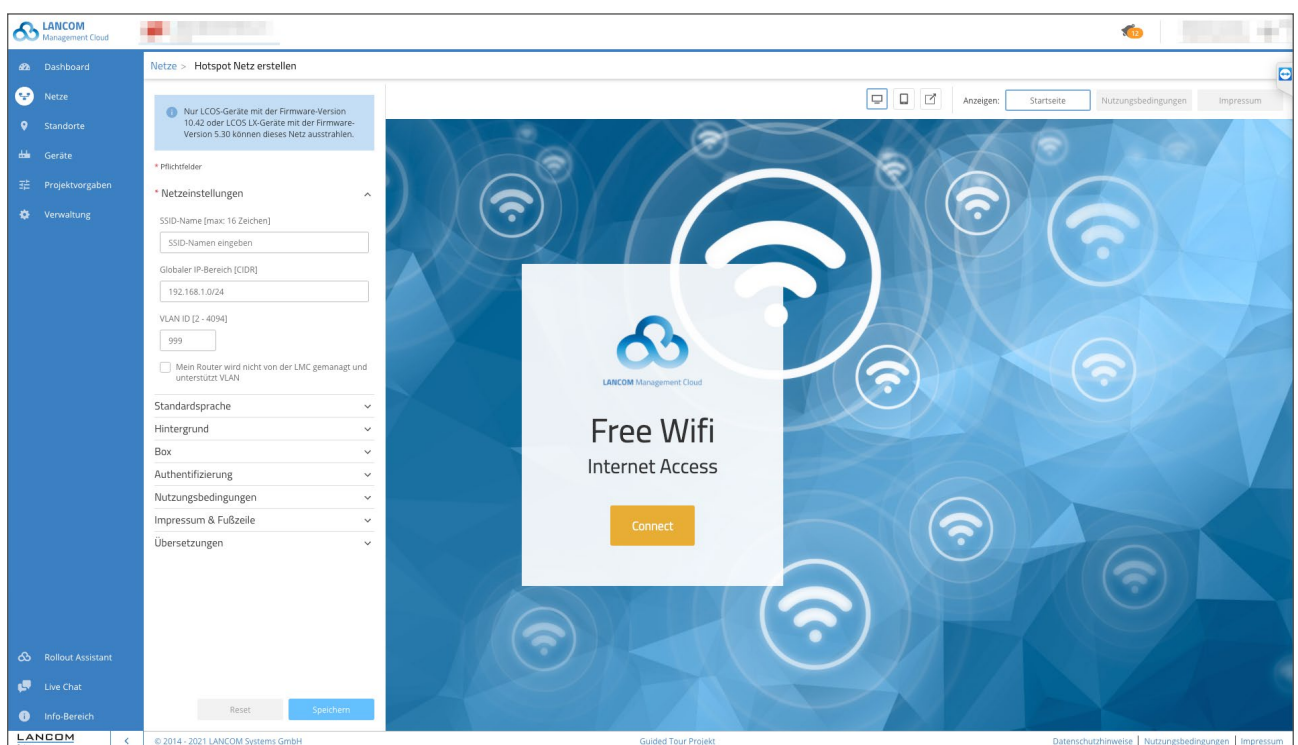 LANCOM
Management Cloud
12
Dashboard
Netze
Standorte
Geräte
Projektvorgaben
Verwaltung
Rollout Assistant
Live Chat
Info-Bereich
LANCOM
Netze > Hotspot Netz erstellen
Nur LCOS-Geräte mit der Firmware-Version
10.42 oder LCOS LX-Geräte mit der Firmware-
Version 5.30 können dieses Netz ausstrahlen.
* Pflichtfelder
* Netzeinstellungen
SSID-Name [max: 16 Zeichen]
SSID-Namen eingeben
Globaler IP-Bereich [CIDR]
192.168.1.0/24
VLAN ID [2 - 4094]
999
Mein Router wird nicht von der LMC gemanagt und
unterstützt VLAN
Standardsprache
Hintergrund
Box
Authentifizierung
Nutzungsbedingungen
Impressum & Fußzeile
Übersetzungen
Reset Speichern
Anzeigen: Startseite Nutzungsbedingungen Impressum
LANCOM Management Cloud
Free Wifi
Internet Access
Connect
© 2014 - 2021 LANCOM Systems GmbH Guided Tour Projekt Datenschutzhinweise | Nutzungsbedingungen | Impressum